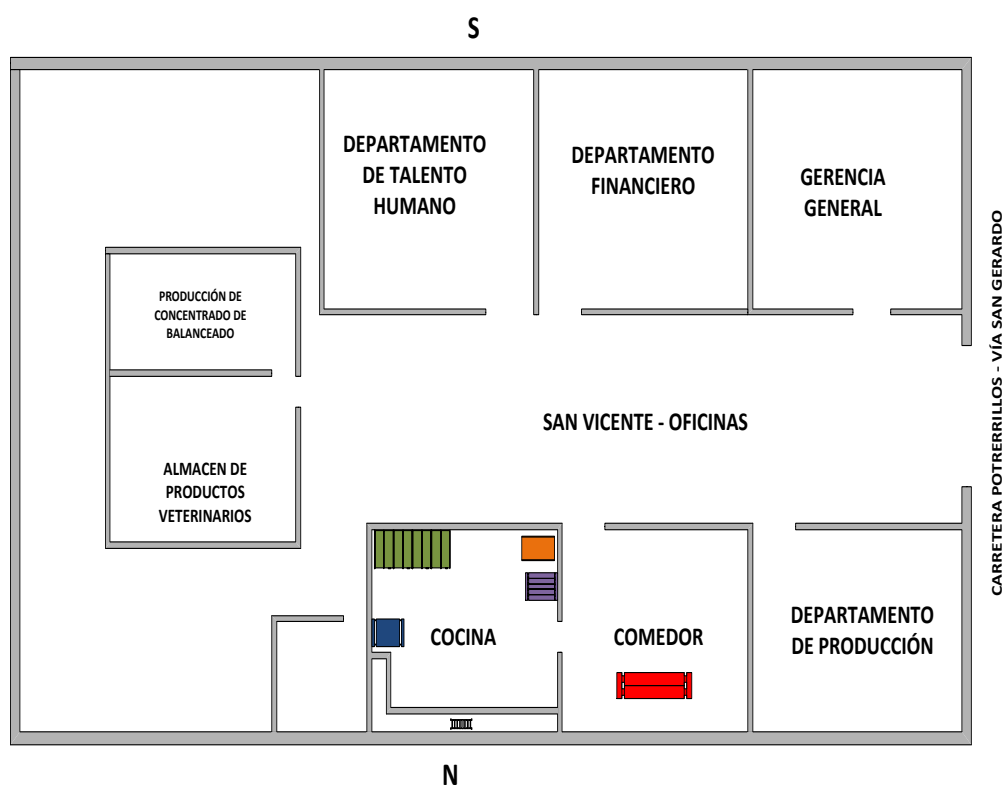 S
DEPARTAMENTO
DE TALENTO
HUMANO
DEPARTAMENTO
FINANCIERO
GERENCIA
GENERAL
PRODUCCIÓN DE
CONCENTRADO DE
BALANCEADO
ALMACEN DE
PRODUCTOS
VETERINARIOS
SAN VICENTE - OFICINAS
CARRETERA POTRERRILLOS - VÍA SAN GERARDO
COCINA
COMEDOR
DEPARTAMENTO
DE PRODUCCIÓN
N